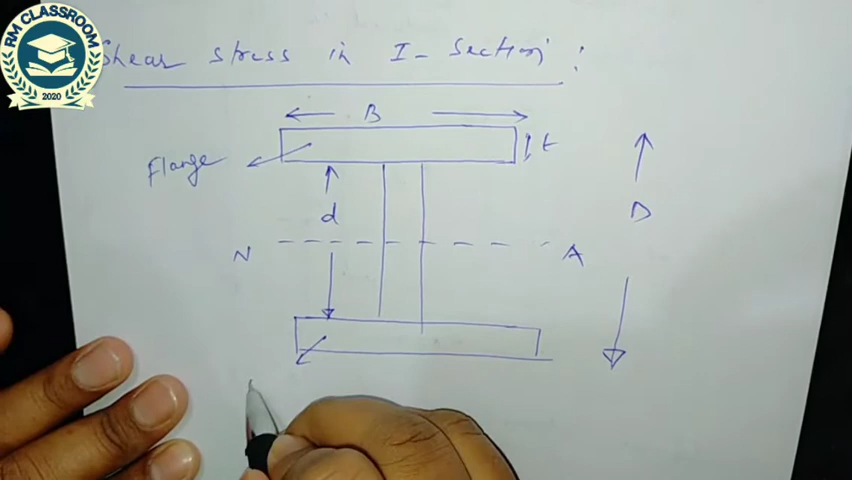 RM CLASSROOM
2020
Shear stress in I-Section:
B
t
Flange
d
D
N
A